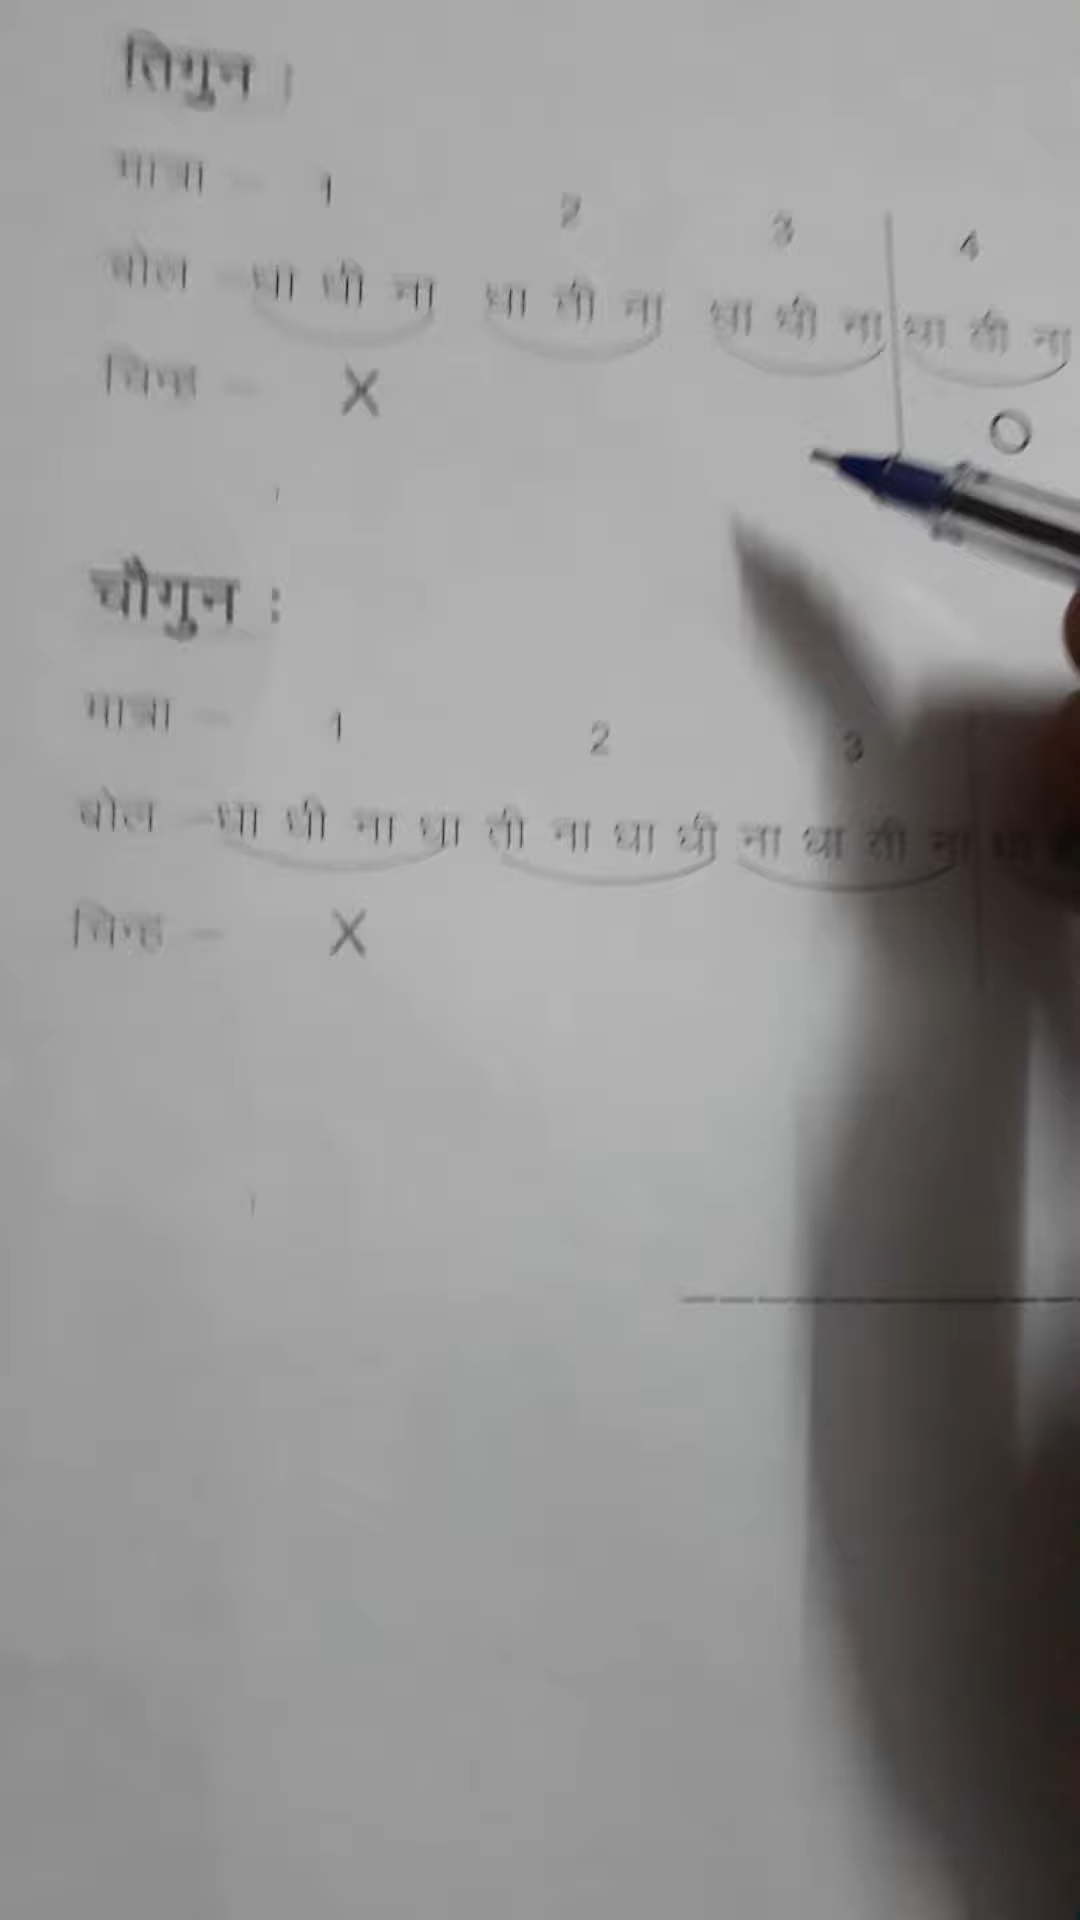 तिगुन :
मात्रा – 1 2 3 4
बोल –धा धी ना धा ती ना धा धी ना धा ती ना
चिन्ह – X 0
चौगुन :
मात्रा – 1 2 3
बोल –धा धी ना धा ती ना धा धी ना धा ती ना धा
चिन्ह – X